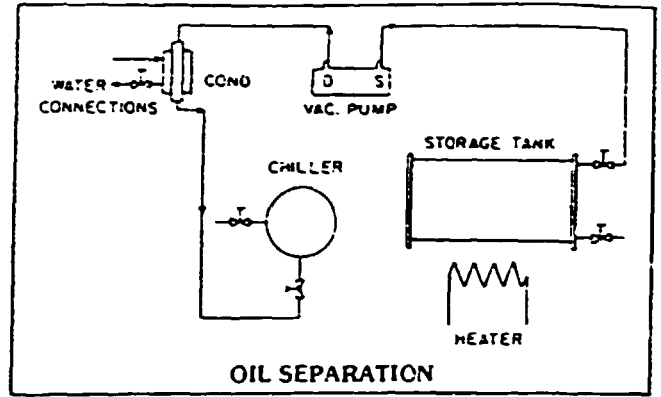 WATER
CONNECTIONS
COND
D S
VAC. PUMP
STORAGE TANK
CHILLER
HEATER
OIL SEPARATION